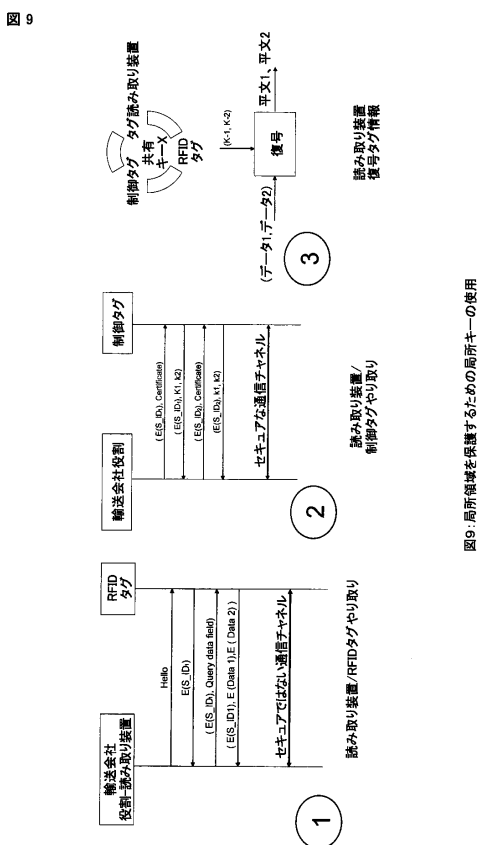 図 9
輸送会社
役割-読み取り装置
RFID
タグ
Hello
E(S_ID₁)
( E(S_ID₁), Query data field)
( E(S_ID1), E (Data 1),E ( Data 2) )
セキュアではない通信チャネル
1
読み取り装置/RFIDタグやり取り
輸送会社役割
制御タグ
( E(S_ID₁), Certificate)
( E(S_ID₁), K1, k2)
(E(S_ID₂), Certificate)
(E(S_ID₂), k1, k2)
セキュアな通信チャネル
2
読み取り装置/
制御タグやり取り
制御タグ
タグ読み取り装置
共有
キーX
RFID
タグ
(K-1, K-2)
(データ1,データ2)
復号
平文1、平文2
3
読み取り装置
復号タグ情報
図9:局所領域を保護するための局所キーの使用